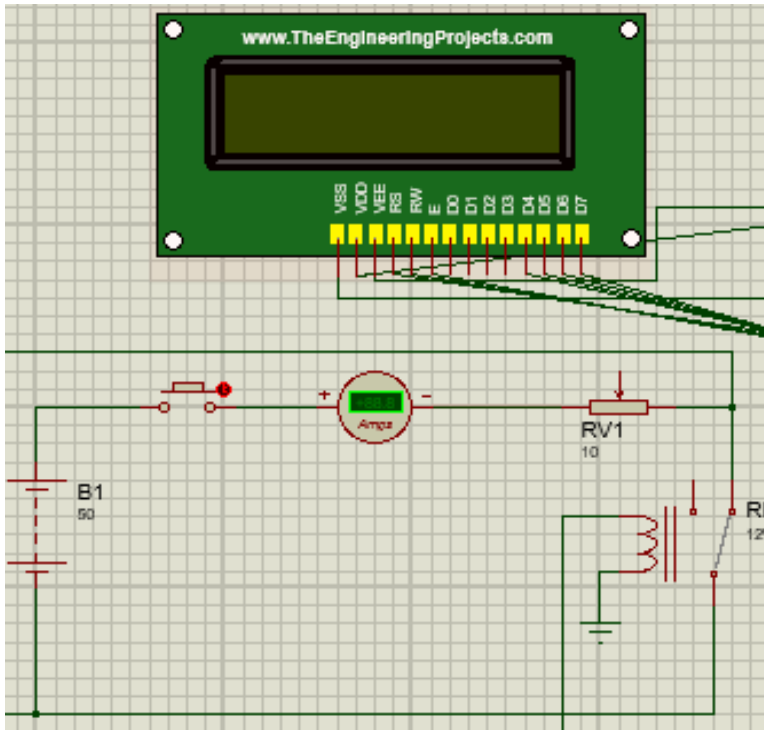 www.TheEngineeringProjects.com
VSS
VDD
VEE
RS
RW
E
D0
D1
D2
D3
D4
D5
D6
D7
+
−
Amps
RV1
10
B1
50